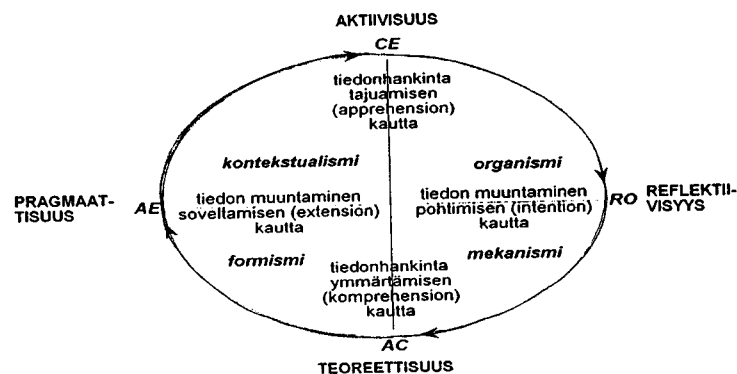 AKTIIVISUUS
CE
tiedonhankinta
tajuamisen
(apprehension)
kautta
kontekstualismi
organismi
PRAGMAAT-
TISUUS
AE
tiedon muuntaminen
soveltamisen (extension)
kautta
tiedon muuntaminen
pohtimisen (intention)
kautta
RO
REFLEKTII-
VISYYS
formismi
mekanismi
tiedonhankinta
ymmärtämisen
(komprehension)
kautta
AC
TEOREETTISUUS